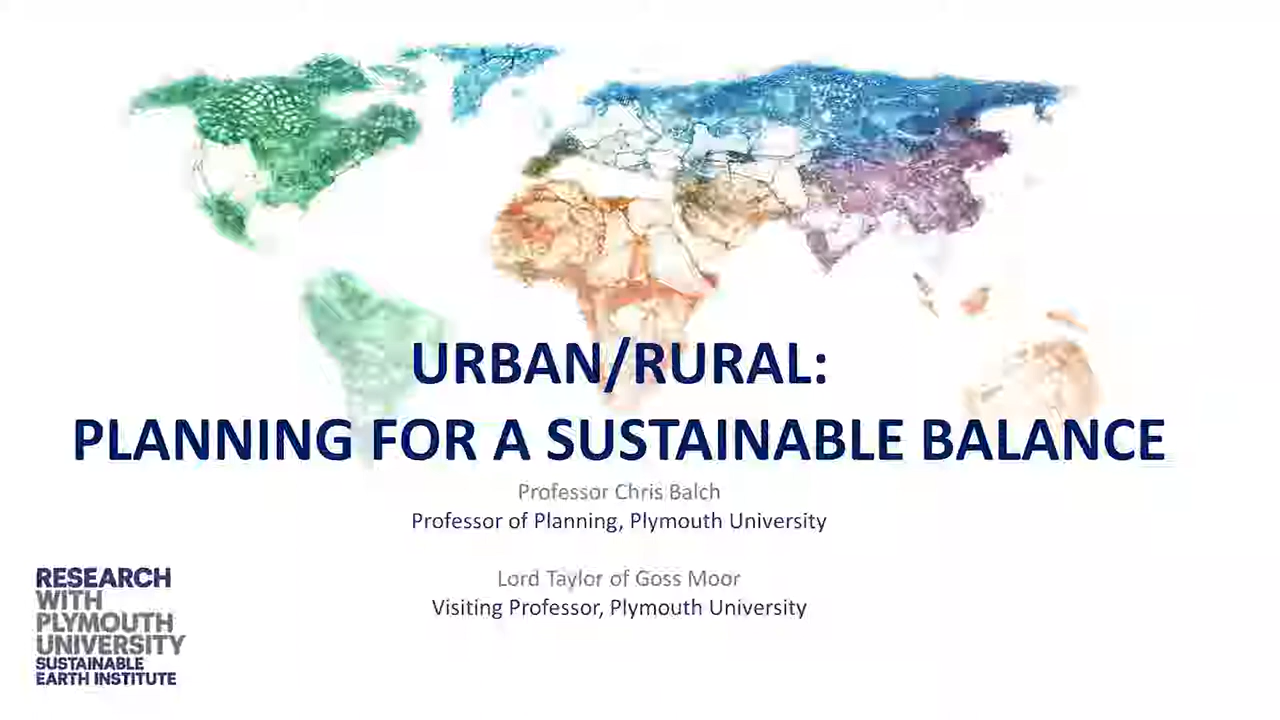 URBAN/RURAL:
PLANNING FOR A SUSTAINABLE BALANCE
Professor Chris Balch
Professor of Planning, Plymouth University
Lord Taylor of Goss Moor
Visiting Professor, Plymouth University
RESEARCH
WITH
PLYMOUTH
UNIVERSITY
SUSTAINABLE
EARTH INSTITUTE